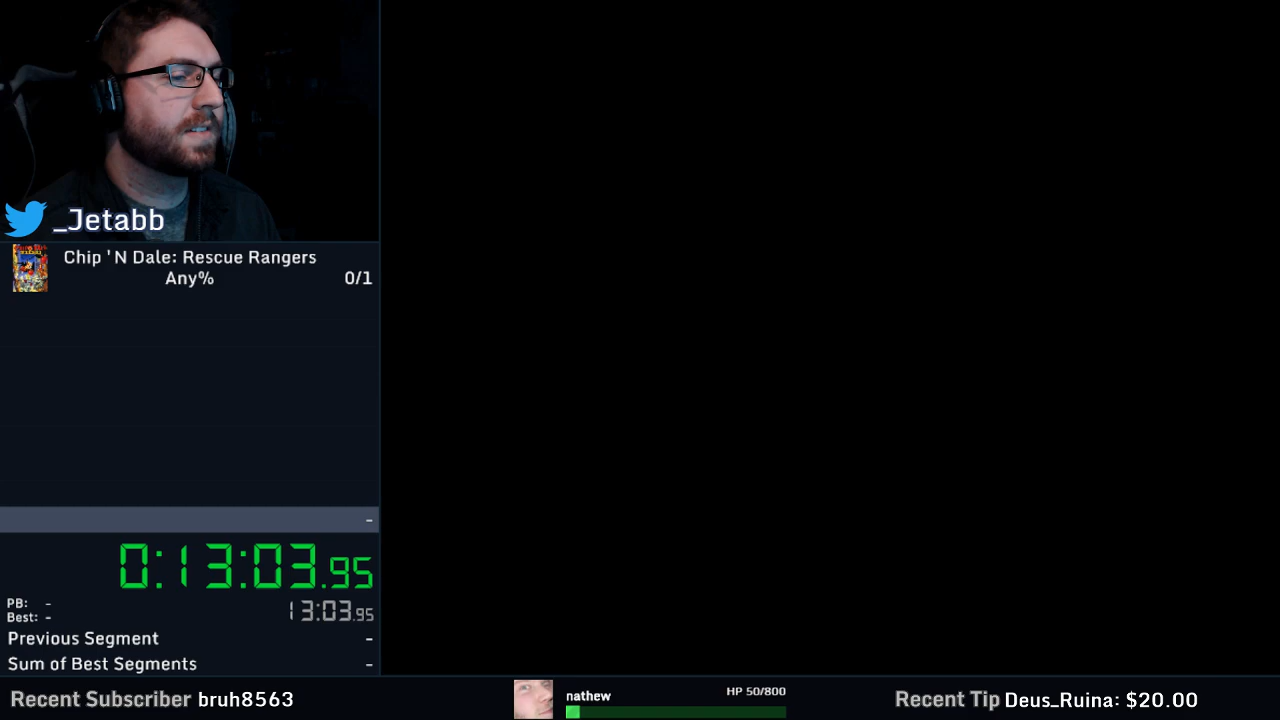 _Jetabb
Chip 'N Dale: Rescue Rangers
Any% 0/1
-
0:13:03.95
PB: -
Best: -
13:03.95
Previous Segment -
Sum of Best Segments -
Recent Subscriber bruh8563
nathew HP 50/800
Recent Tip Deus_Ruina: $20.00